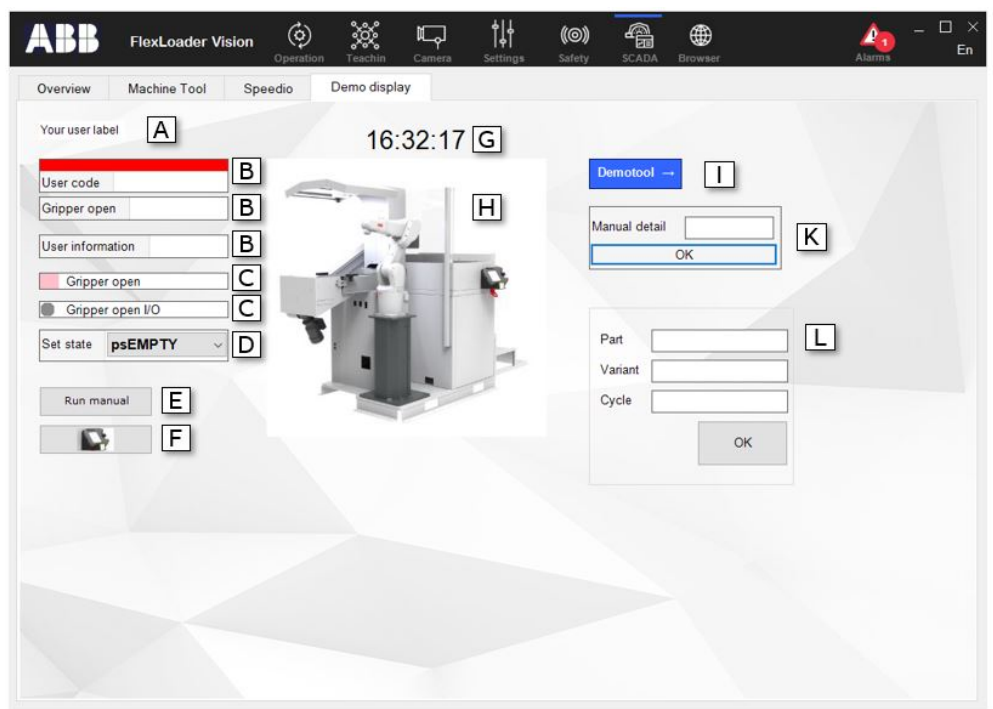 ABB FlexLoader Vision Operation Teachin Camera Settings Safety SCADA Browser Alarms 1 En
Overview Machine Tool Speedio Demo display
Your user label A
16:32:17 G
B
User code
Gripper open B
User information B
Gripper open C
Gripper open I/O C
Set state psEMPTY D
Run manual E
F
H
Demotool → I
Manual detail
OK
K
Part
L
Variant
Cycle
OK